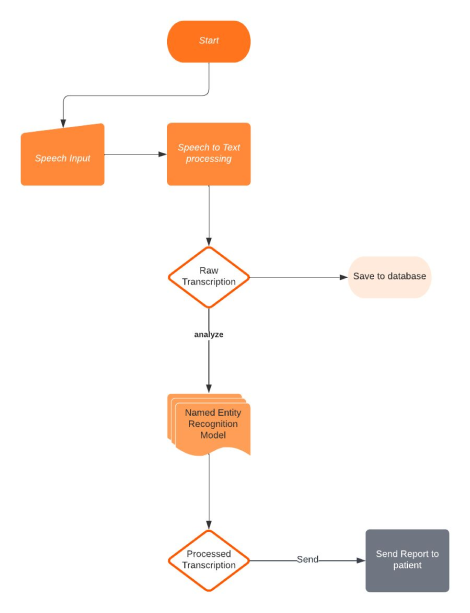 Start
Speech Input
Speech to Text
processing
Raw
Transcription
Save to database
analyze
Named Entity
Recognition
Model
Processed
Transcription
Send
Send Report to
patient